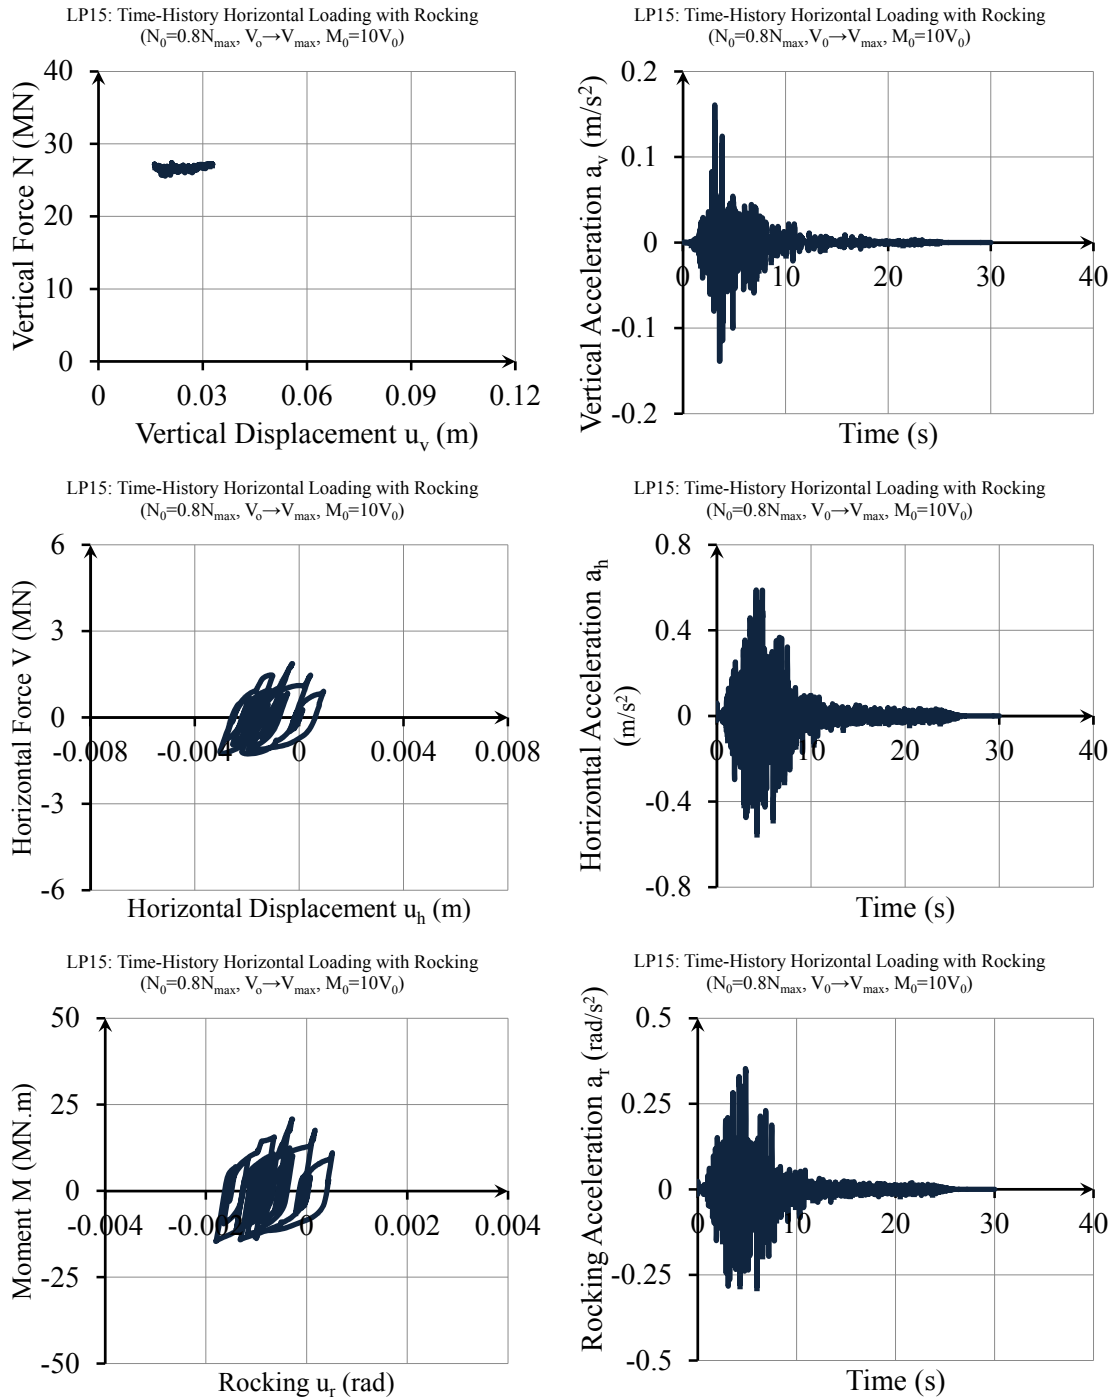 LP15: Time-History Horizontal Loading with Rocking
(N0=0.8Nmax, Vo→Vmax, M0=10V0)
Vertical Force N (MN)
40
30
20
10
0
0 0.03 0.06 0.09 0.12
Vertical Displacement uv (m)
LP15: Time-History Horizontal Loading with Rocking
(N0=0.8Nmax, V0→Vmax, M0=10V0)
Vertical Acceleration av (m/s2)
0.2
0.1
0
-0.1
-0.2
0 10 20 30 40
Time (s)
LP15: Time-History Horizontal Loading with Rocking
(N0=0.8Nmax, Vo→Vmax, M0=10V0)
Horizontal Force V (MN)
6
3
0
-3
-6
-0.008 -0.004 0 0.004 0.008
Horizontal Displacement uh (m)
LP15: Time-History Horizontal Loading with Rocking
(N0=0.8Nmax, V0→Vmax, M0=10V0)
Horizontal Acceleration ah
(m/s2)
0.8
0.4
0
-0.4
-0.8
0 10 20 30 40
Time (s)
LP15: Time-History Horizontal Loading with Rocking
(N0=0.8Nmax, Vo→Vmax, M0=10V0)
Moment M (MN.m)
50
25
0
-25
-50
-0.004 -0.002 0 0.002 0.004
Rocking ur (rad)
LP15: Time-History Horizontal Loading with Rocking
(N0=0.8Nmax, V0→Vmax, M0=10V0)
Rocking Acceleration ar (rad/s2)
0.5
0.25
0
-0.25
-0.5
0 10 20 30 40
Time (s)